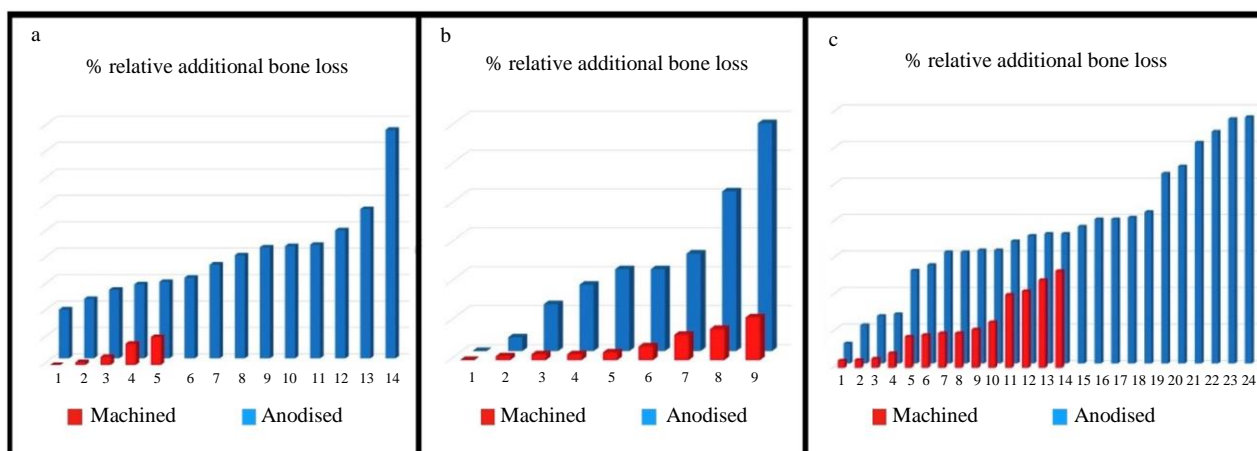 a
% relative additional bone loss
1 2 3 4 5 6 7 8 9 10 11 12 13 14
Machined Anodised
b
% relative additional bone loss
1 2 3 4 5 6 7 8 9
Machined Anodised
c
% relative additional bone loss
1 2 3 4 5 6 7 8 9 10 11 12 13 14 15 16 17 18 19 20 21 22 23 24
Machined Anodised